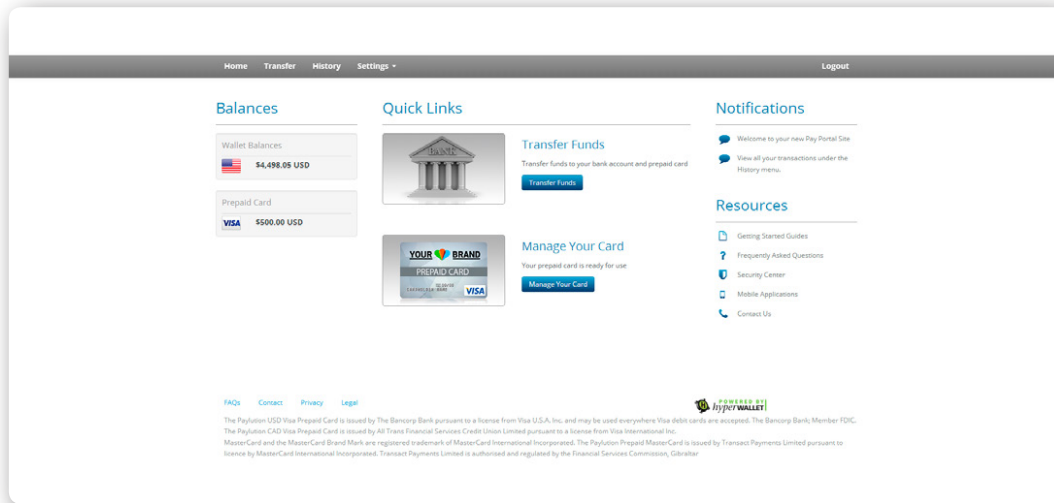 Home Transfer History Settings Logout
Balances
Wallet Balances
$4,498.05 USD
Prepaid Card
VISA $500.00 USD
Quick Links
BANK
Transfer Funds
Transfer funds to your bank account and prepaid card
Transfer Funds
YOUR BRAND
PREPAID CARD
VISA
Manage Your Card
Your prepaid card is ready for use
Manage Your Card
Notifications
Welcome to your new Pay Portal Site
View all your transactions under the
History menu.
Resources
Getting Started Guides
Frequently Asked Questions
Security Center
Mobile Applications
Contact Us
FAQs Contact Privacy Legal
POWERED BY
hyperWALLET
The Paylution USD Visa Prepaid Card is issued by The Bancorp Bank pursuant to a license from Visa U.S.A. Inc. and may be used everywhere Visa debit cards are accepted. The Bancorp Bank; Member FDIC.
The Paylution CAD Visa Prepaid Card is issued by All Trans Financial Services Credit Union Limited pursuant to a license from Visa International Inc.
MasterCard and the MasterCard Brand Mark are registered trademark of MasterCard International Incorporated. The Paylution Prepaid MasterCard is issued by Transact Payments Limited pursuant to
licence by MasterCard International Incorporated. Transact Payments Limited is authorised and regulated by the Financial Services Commission, Gibraltar